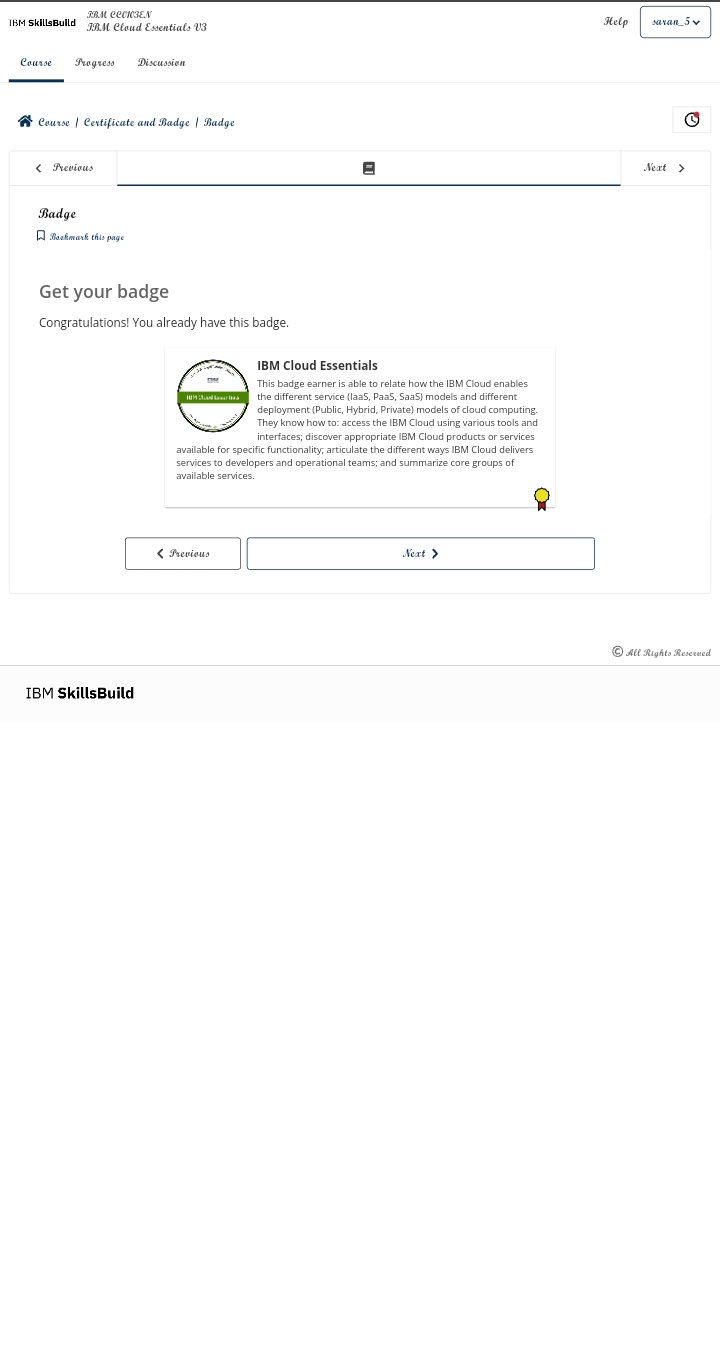 IBM SkillsBuild
IBM CC0103EN
IBM Cloud Essentials V3
Help
saran_5
Course
Progress
Discussion
Course / Certificate and Badge / Badge
Previous
Next
Badge
Bookmark this page
Get your badge
Congratulations! You already have this badge.
IBM Cloud Essentials
IBM Cloud Essentials
This badge earner is able to relate how the IBM Cloud enables
the different service (IaaS, PaaS, SaaS) models and different
deployment (Public, Hybrid, Private) models of cloud computing.
They know how to: access the IBM Cloud using various tools and
interfaces; discover appropriate IBM Cloud products or services
available for specific functionality; articulate the different ways IBM Cloud delivers
services to developers and operational teams; and summarize core groups of
available services.
Previous
Next
© All Rights Reserved
IBM SkillsBuild